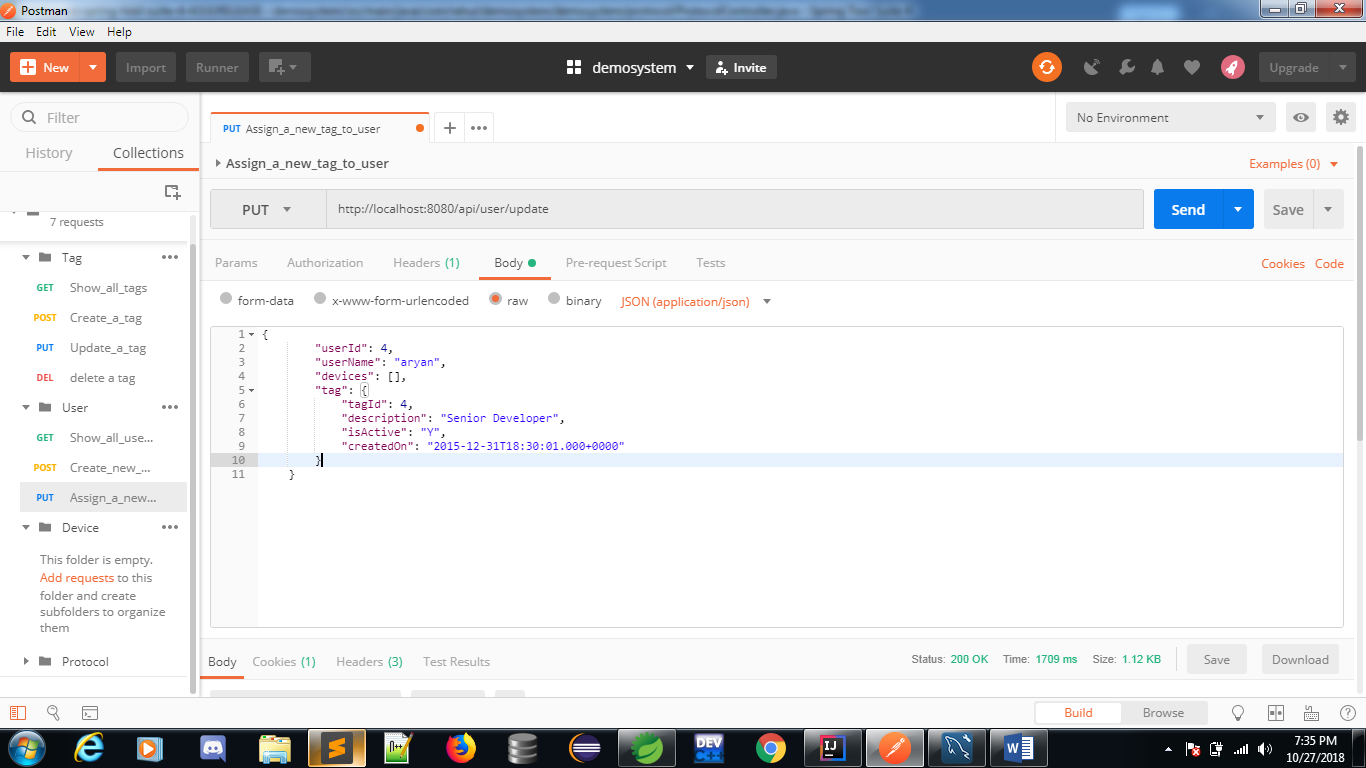 Postman
File Edit View Help
New Import Runner demosystem Invite Upgrade
Filter
History Collections
7 requests
Tag
GET Show_all_tags
POST Create_a_tag
PUT Update_a_tag
DEL delete a tag
User
GET Show_all_use...
POST Create_new_...
PUT Assign_a_new...
Device
This folder is empty.
Add requests to this
folder and create
subfolders to organize
them
Protocol
PUT Assign_a_new_tag_to_user
No Environment
Assign_a_new_tag_to_user
Examples (0)
PUT http://localhost:8080/api/user/update Send Save
Params Authorization Headers (1) Body Pre-request Script Tests Cookies Code
form-data x-www-form-urlencoded raw binary JSON (application/json)
1 {
2 "userId": 4,
3 "userName": "aryan",
4 "devices": [],
5 "tag": {
6 "tagId": 4,
7 "description": "Senior Developer",
8 "isActive": "Y",
9 "createdOn": "2015-12-31T18:30:01.000+0000"
10 }
11 }
Body Cookies (1) Headers (3) Test Results Status: 200 OK Time: 1709 ms Size: 1.12 KB Save Download
Build Browse
DEV C++
IJ
W
7:35 PM
10/27/2018